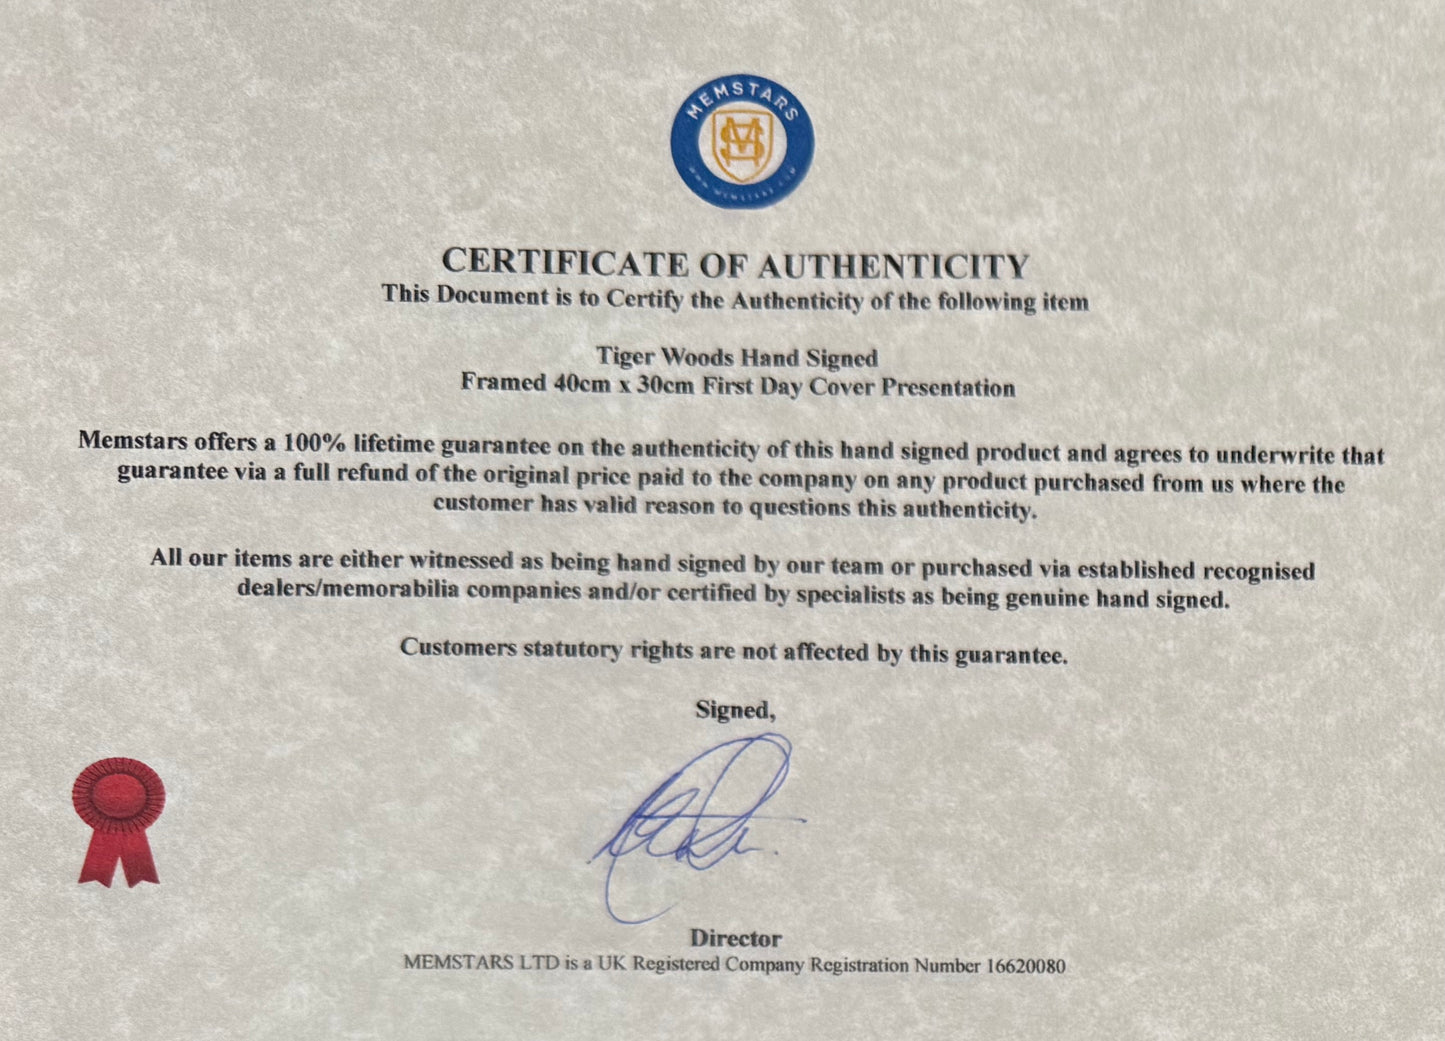 MEMSTARS
MS
CERTIFICATE OF AUTHENTICITY
This Document is to Certify the Authenticity of the following item
Tiger Woods Hand Signed
Framed 40cm x 30cm First Day Cover Presentation
Memstars offers a 100% lifetime guarantee on the authenticity of this hand signed product and agrees to underwrite that
guarantee via a full refund of the original price paid to the company on any product purchased from us where the
customer has valid reason to questions this authenticity.
All our items are either witnessed as being hand signed by our team or purchased via established recognised
dealers/memorabilia companies and/or certified by specialists as being genuine hand signed.
Customers statutory rights are not affected by this guarantee.
Signed,
Director
MEMSTARS LTD is a UK Registered Company Registration Number 16620080